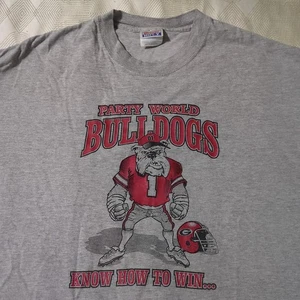 PARTY WORLD
BULLDOGS
1
G
KNOW HOW TO WIN...